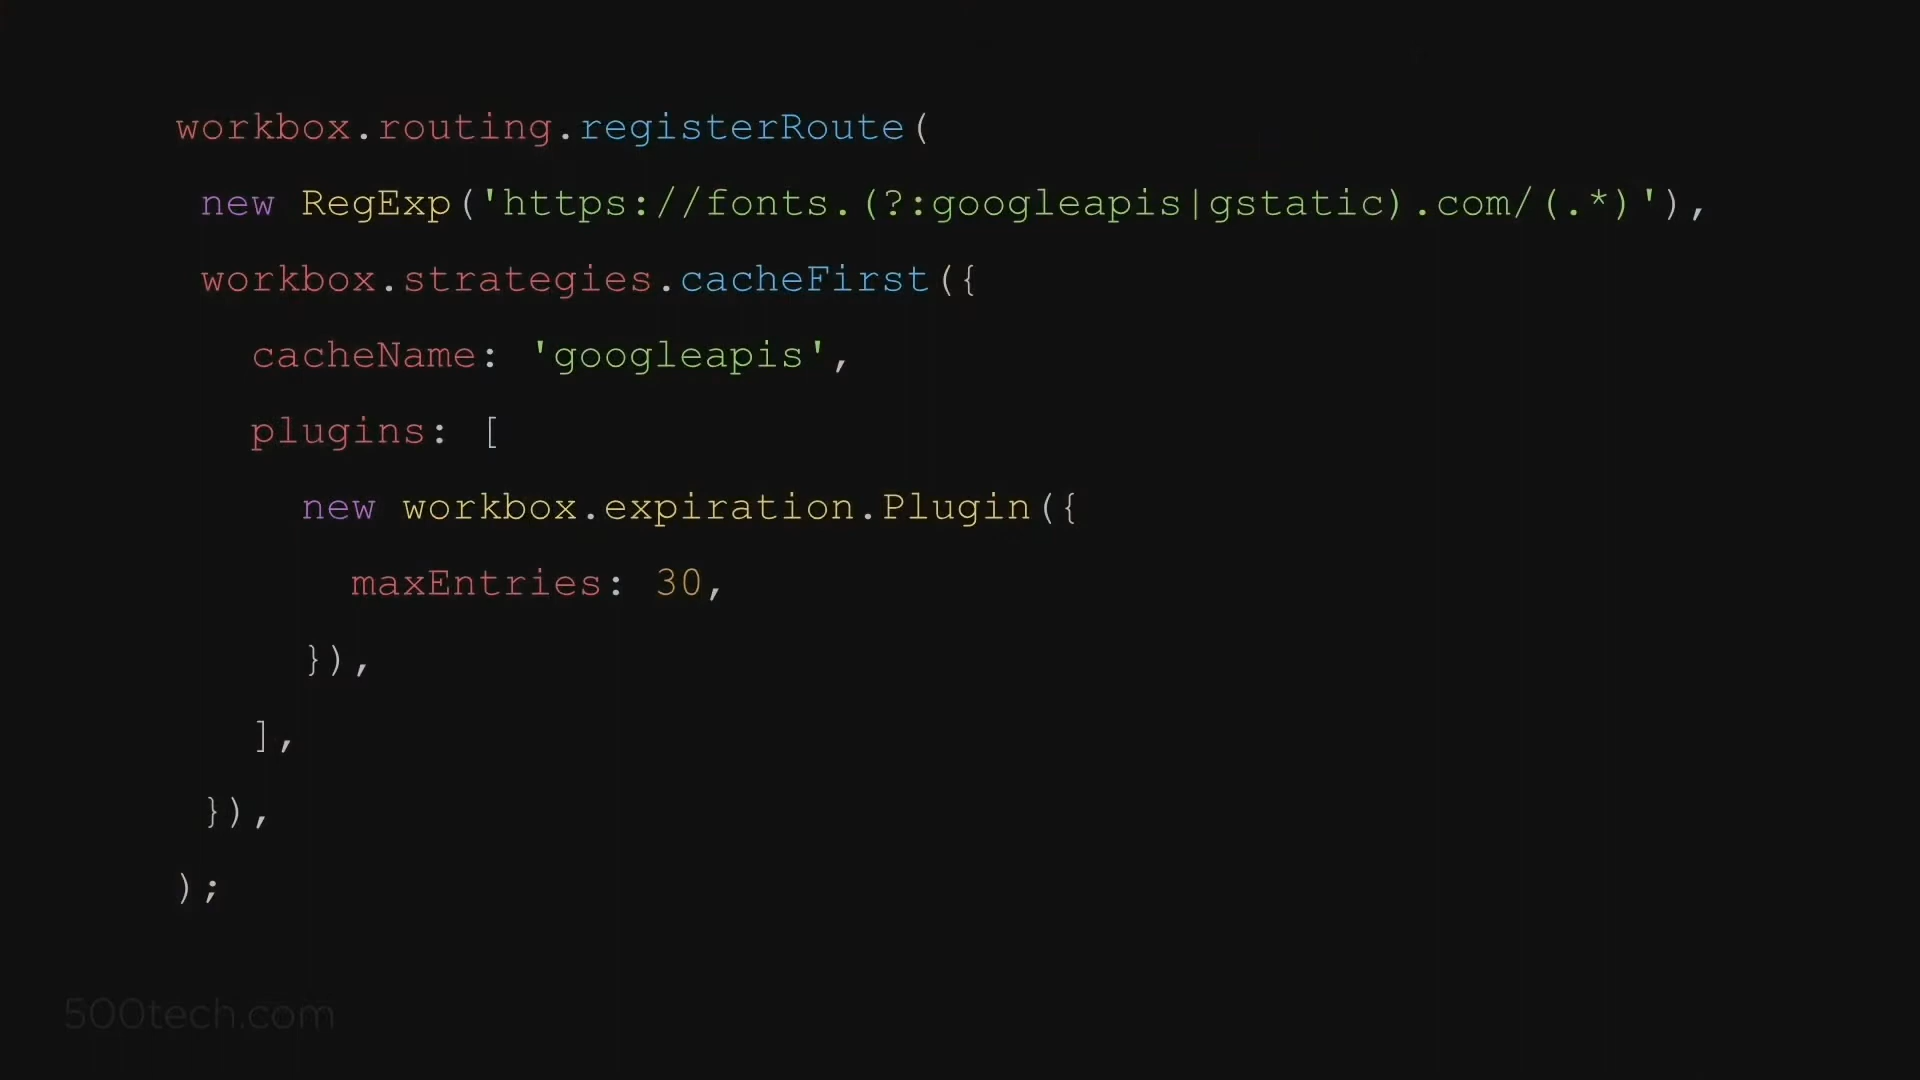 workbox.routing.registerRoute(
new RegExp('https://fonts.(?:googleapis|gstatic).com/(.*)'),
workbox.strategies.cacheFirst({
cacheName: 'googleapis',
plugins: [
new workbox.expiration.Plugin({
maxEntries: 30,
}),
],
}),
);
500tech.com